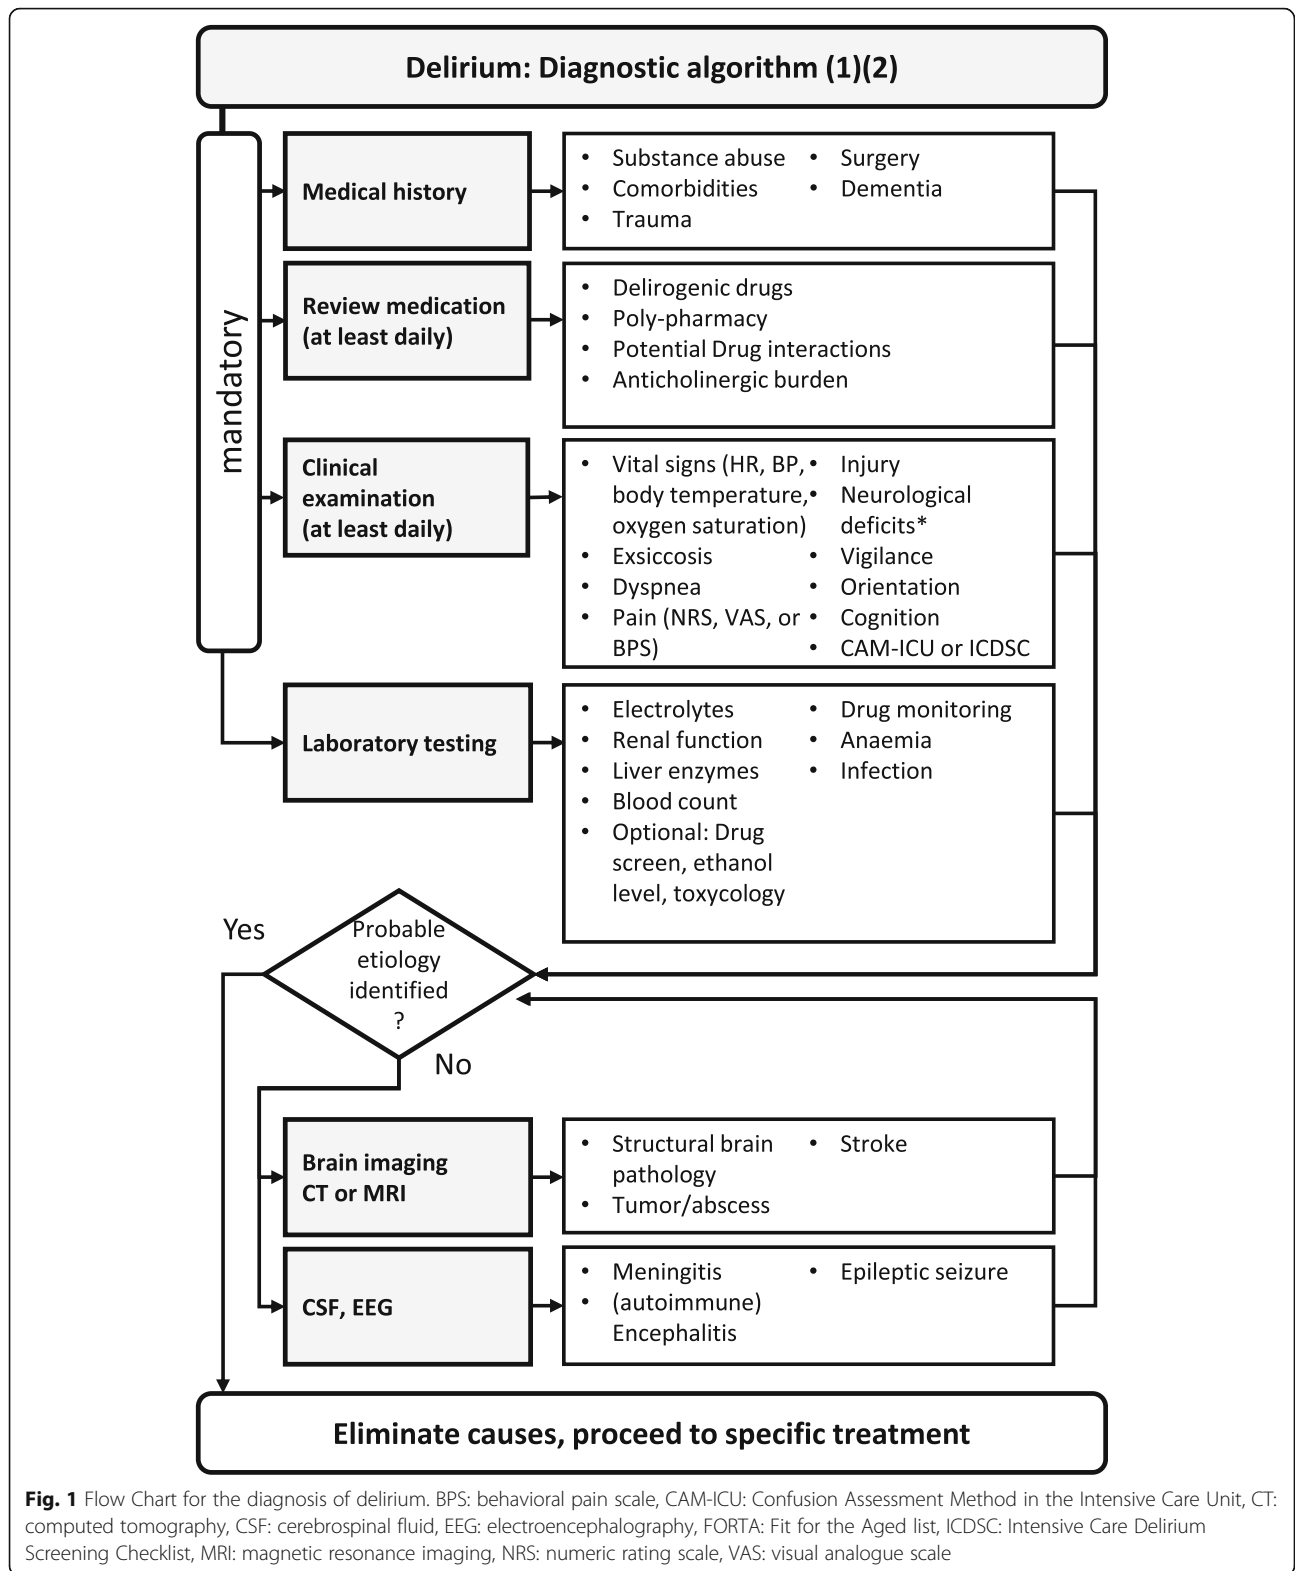 Delirium: Diagnostic algorithm (1)(2)
mandatory
Medical history
• Substance abuse
• Comorbidities
• Trauma
• Surgery
• Dementia
Review medication
(at least daily)
• Delirogenic drugs
• Poly-pharmacy
• Potential Drug interactions
• Anticholinergic burden
Clinical
examination
(at least daily)
• Vital signs (HR, BP,
body temperature,
oxygen saturation)
• Exsiccosis
• Dyspnea
• Pain (NRS, VAS, or
BPS)
• Injury
• Neurological
deficits*
• Vigilance
• Orientation
• Cognition
• CAM-ICU or ICDSC
Laboratory testing
• Electrolytes
• Renal function
• Liver enzymes
• Blood count
• Optional: Drug
screen, ethanol
level, toxycology
• Drug monitoring
• Anaemia
• Infection
Yes
Probable
etiology
identified
?
No
Brain imaging
CT or MRI
• Structural brain
pathology
• Tumor/abscess
• Stroke
CSF, EEG
• Meningitis
• (autoimmune)
Encephalitis
• Epileptic seizure
Eliminate causes, proceed to specific treatment
Fig. 1 Flow Chart for the diagnosis of delirium. BPS: behavioral pain scale, CAM-ICU: Confusion Assessment Method in the Intensive Care Unit, CT:
computed tomography, CSF: cerebrospinal fluid, EEG: electroencephalography, FORTA: Fit for the Aged list, ICDSC: Intensive Care Delirium
Screening Checklist, MRI: magnetic resonance imaging, NRS: numeric rating scale, VAS: visual analogue scale